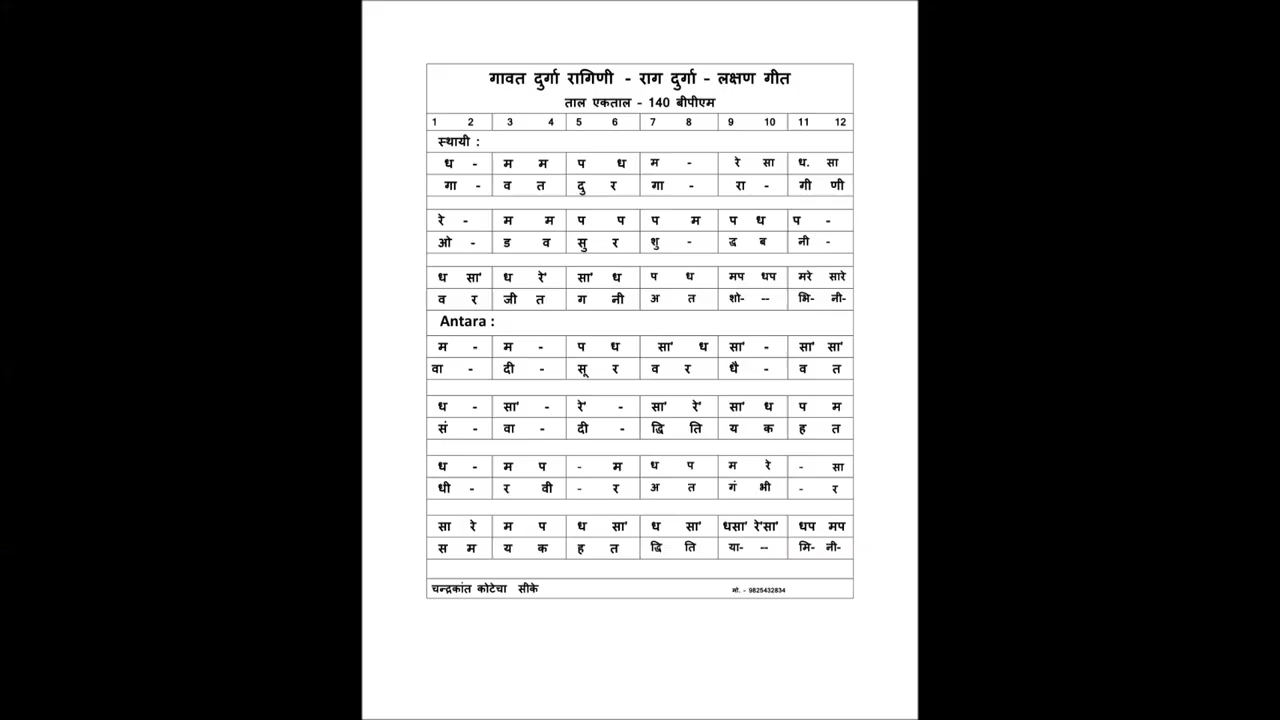 गावत दुर्गा रागिणी - राग दुर्गा - लक्षण गीत
ताल एकताल - 140 बीपीएम
1 2 3 4 5 6 7 8 9 10 11 12
स्थायी :
ध - म म प ध म - रे सा ध. सा
गा - व त दु र गा - रा - गी णी
रे - म म प प प म प ध प -
ओ - ड व सु र शु - द्ध ब नी -
ध सा' ध रे' सा' ध प ध मप धप मरे सारे
व र जी त ग नी अ त शो- -- भि- नी-
Antara :
म - म - प ध सा' ध सा' - सा' सा'
वा - दी - सू र व र धै - व त
ध - सा' - रे' - सा' रे' सा' ध प म
सं - वा - दी - द्वि ति य क ह त
ध - म प - म ध प म रे - सा
धी - र वी - र अ त गं भी - र
सा रे म प ध सा' ध सा' धसा' रे'सा' धप मप
स म य क ह त द्वि ति या- -- मि- नी-
चन्द्रकांत कोटेचा सीके मो. - 9825432834